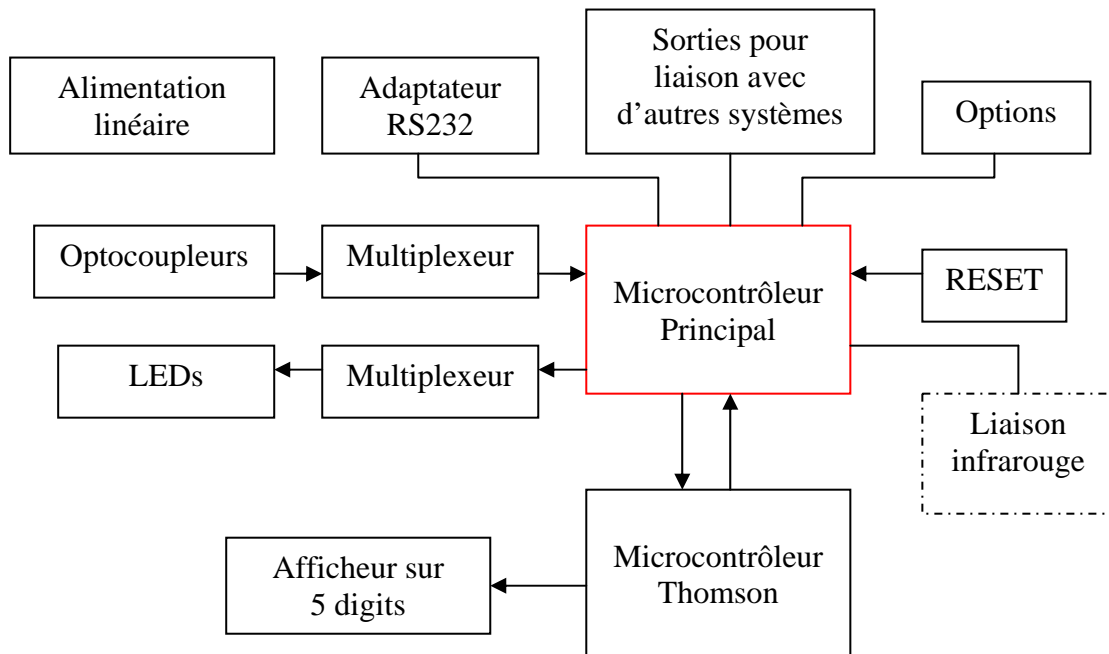 Alimentation
linéaire
Adaptateur
RS232
Sorties pour
liaison avec
d'autres systèmes
Options
Optocoupleurs
Multiplexeur
Microcontrôleur
Principal
RESET
LEDs
Multiplexeur
Liaison
infrarouge
Afficheur sur
5 digits
Microcontrôleur
Thomson